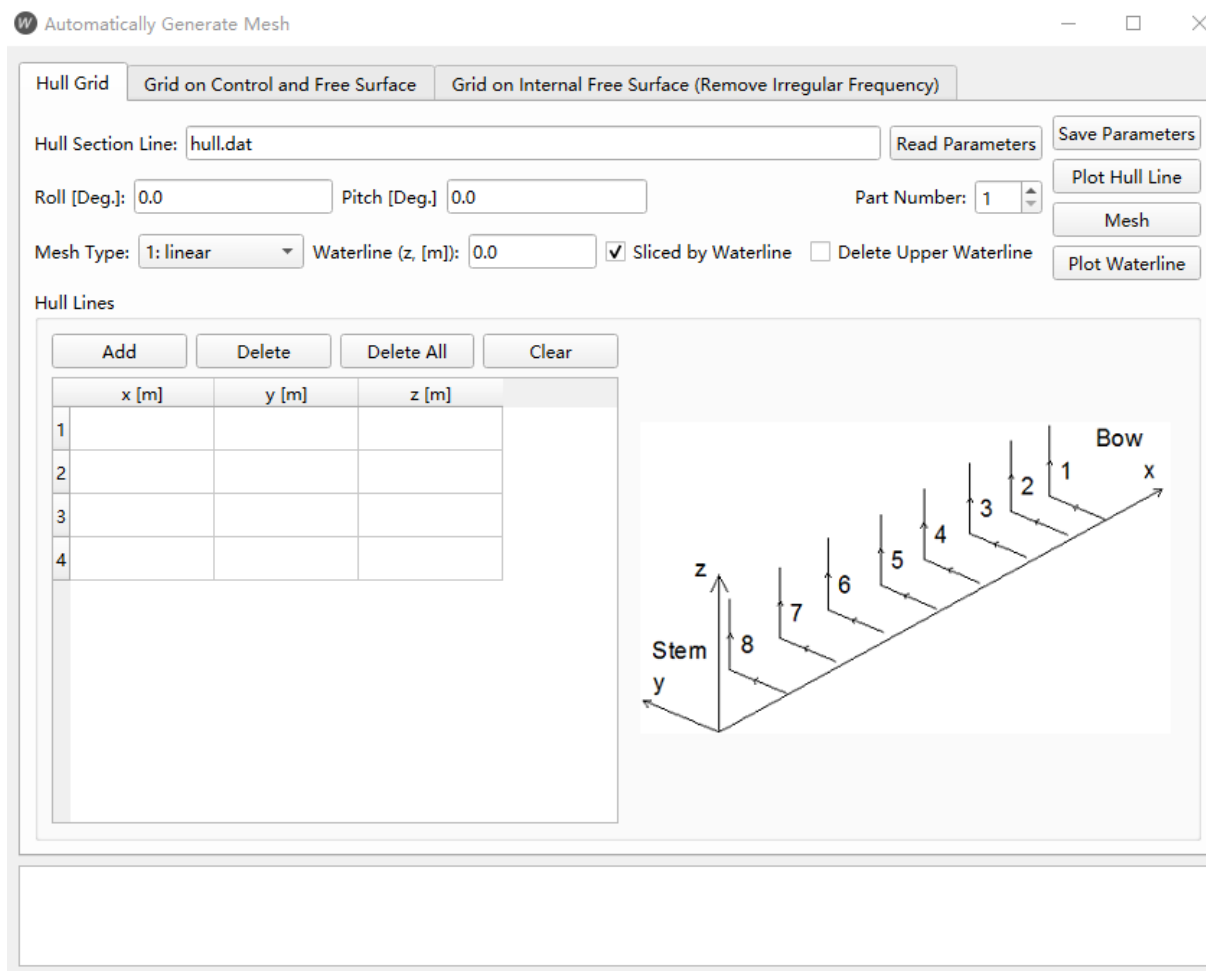 W Automatically Generate Mesh
Hull Grid Grid on Control and Free Surface Grid on Internal Free Surface (Remove Irregular Frequency)
Hull Section Line: hull.dat Read Parameters Save Parameters
Plot Hull Line
Roll [Deg.]: 0.0 Pitch [Deg.] 0.0 Part Number: 1
Mesh
Mesh Type: 1: linear Waterline (z, [m]): 0.0 Sliced by Waterline Delete Upper Waterline
Plot Waterline
Hull Lines
Add Delete Delete All Clear
x [m] y [m] z [m]
1
2
3
4
Bow
x
1
2
3
4
5
6
7
8
z
Stem
y